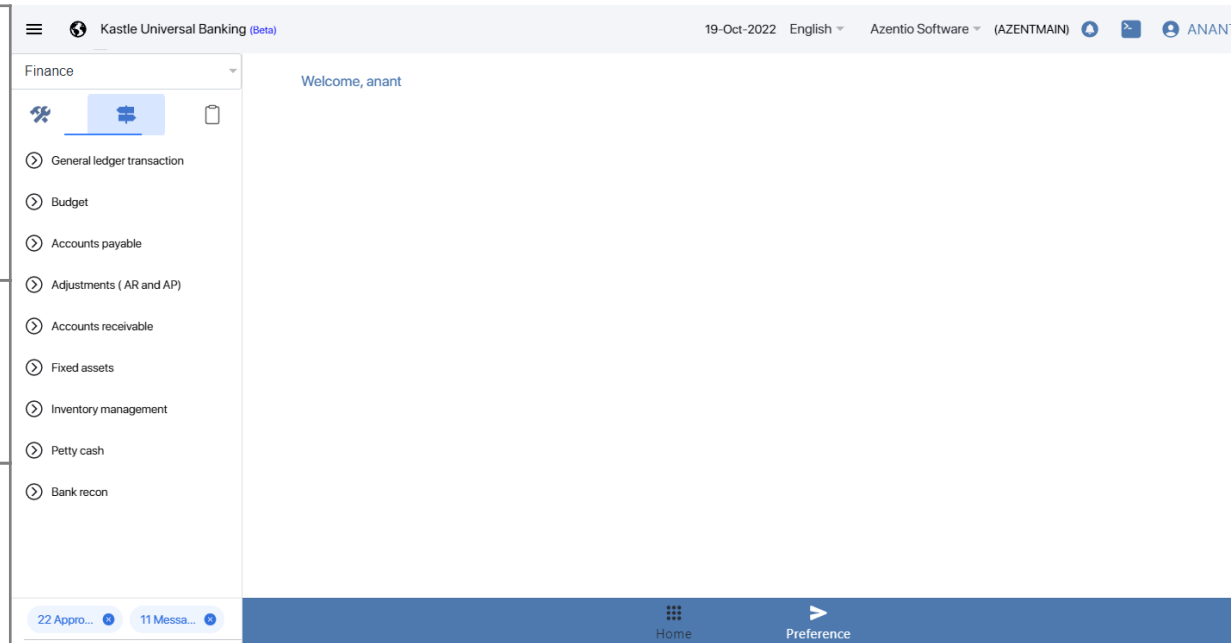 Kastle Universal Banking (Beta)
19-Oct-2022 English Azentio Software (AZENTMAIN) ANANT
Finance
Welcome, anant
General ledger transaction
Budget
Accounts payable
Adjustments ( AR and AP)
Accounts receivable
Fixed assets
Inventory management
Petty cash
Bank recon
22 Appro... 11 Messa...
Home Preference